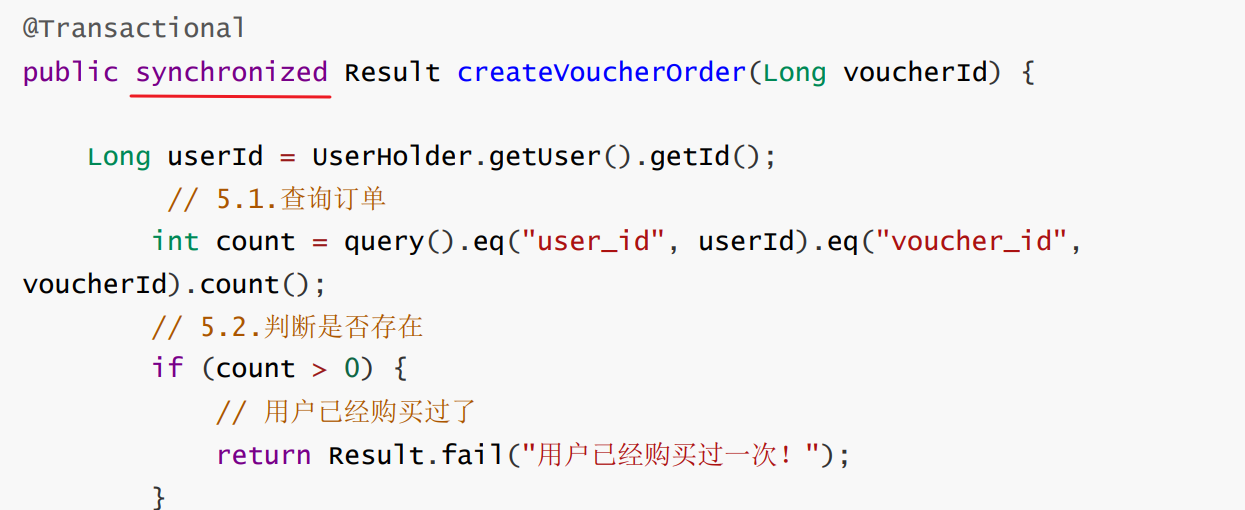 @Transactional
public synchronized Result createVoucherOrder(Long voucherId) {
Long userId = UserHolder.getUser().getId();
// 5.1.查询订单
int count = query().eq("user_id", userId).eq("voucher_id",
voucherId).count();
// 5.2.判断是否存在
if (count > 0) {
// 用户已经购买过了
return Result.fail("用户已经购买过一次！");
}